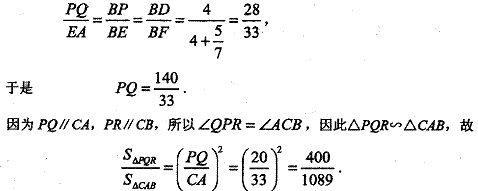 PQ/EA = BP/BE = BD/BF = 4/(4+5/7) = 28/33,
于是 PQ = 140/33 .
因为 PQ∥CA, PR∥CB, 所以∠QPR=∠ACB, 因此△PQR∽△CAB, 故
S△PQR/S△CAB = (PQ/CA)² = (20/33)² = 400/1089 .